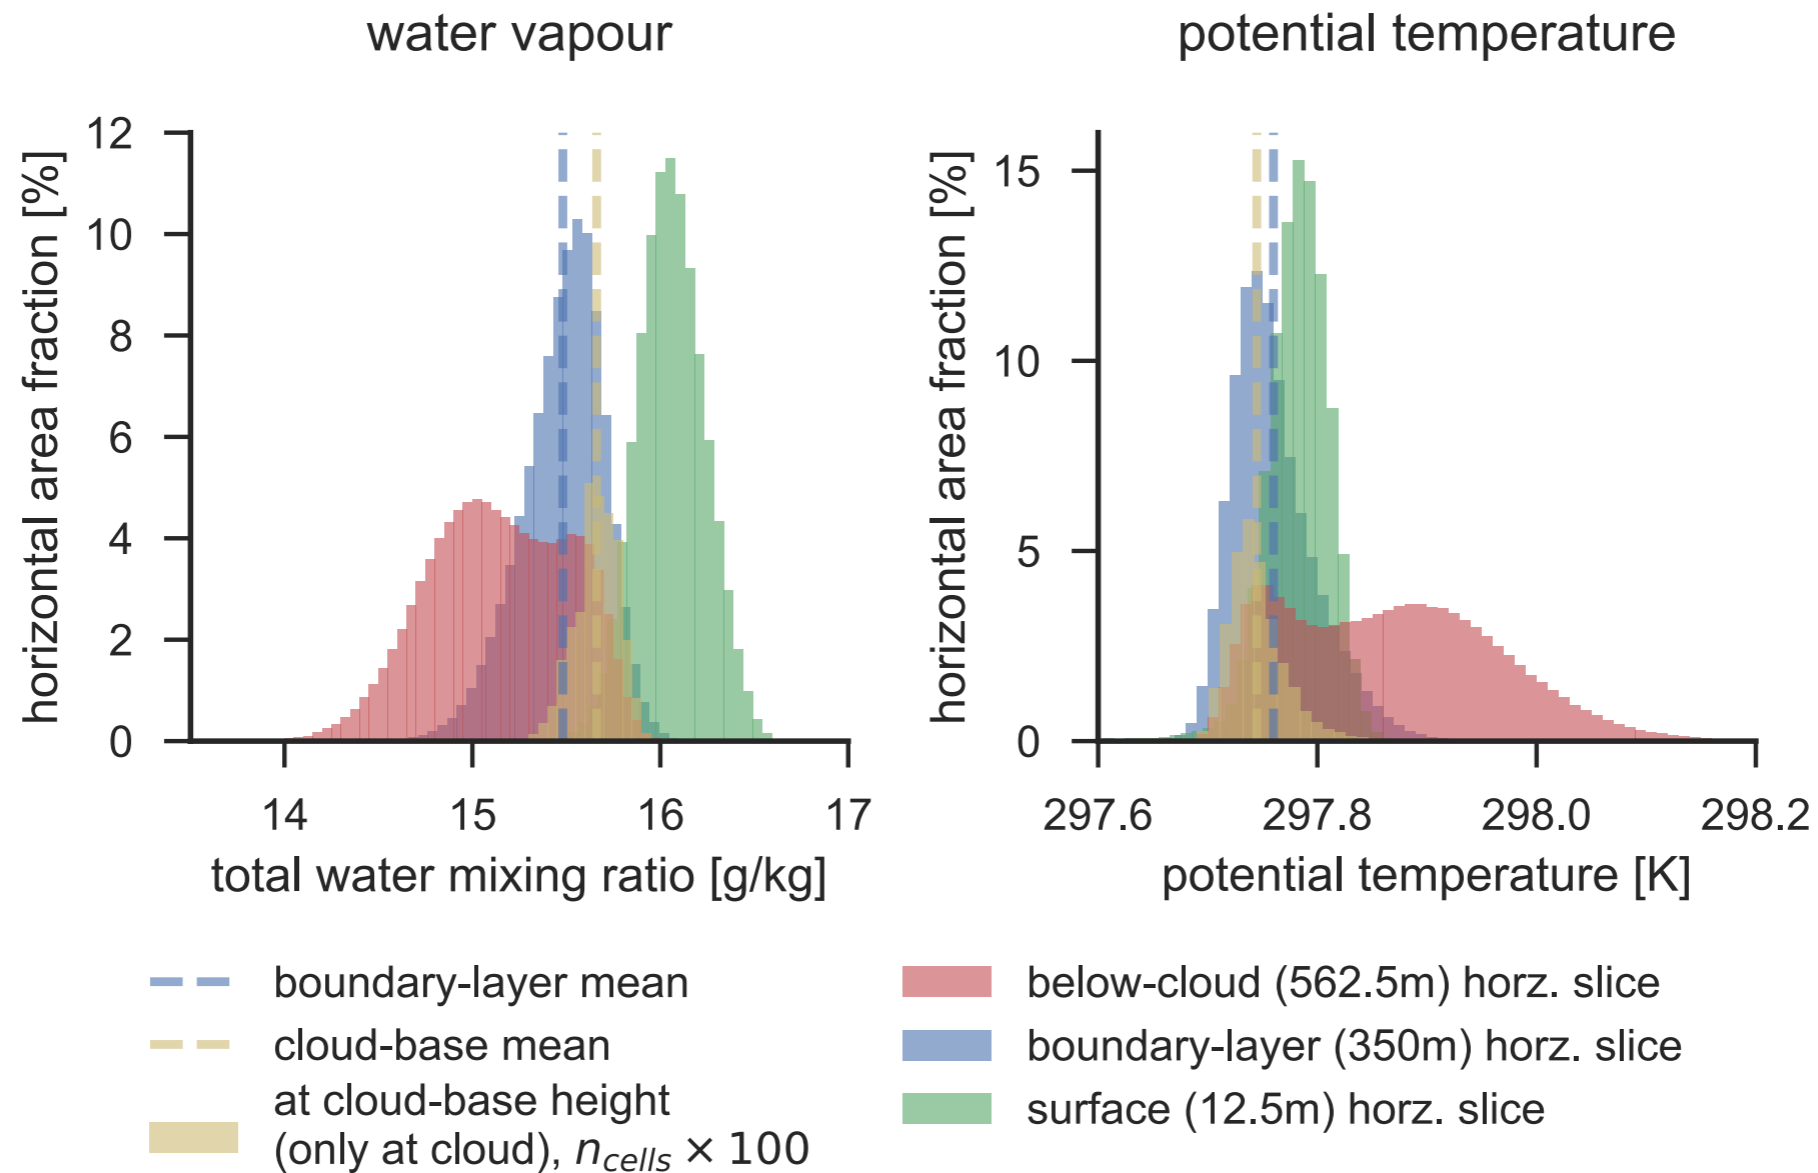 water vapour
potential temperature
horizontal area fraction [%]
12
10
8
6
4
2
0
14
15
16
17
total water mixing ratio [g/kg]
horizontal area fraction [%]
15
10
5
0
297.6
297.8
298.0
298.2
potential temperature [K]
boundary-layer mean
cloud-base mean
at cloud-base height
(only at cloud), n_cells × 100
below-cloud (562.5m) horz. slice
boundary-layer (350m) horz. slice
surface (12.5m) horz. slice